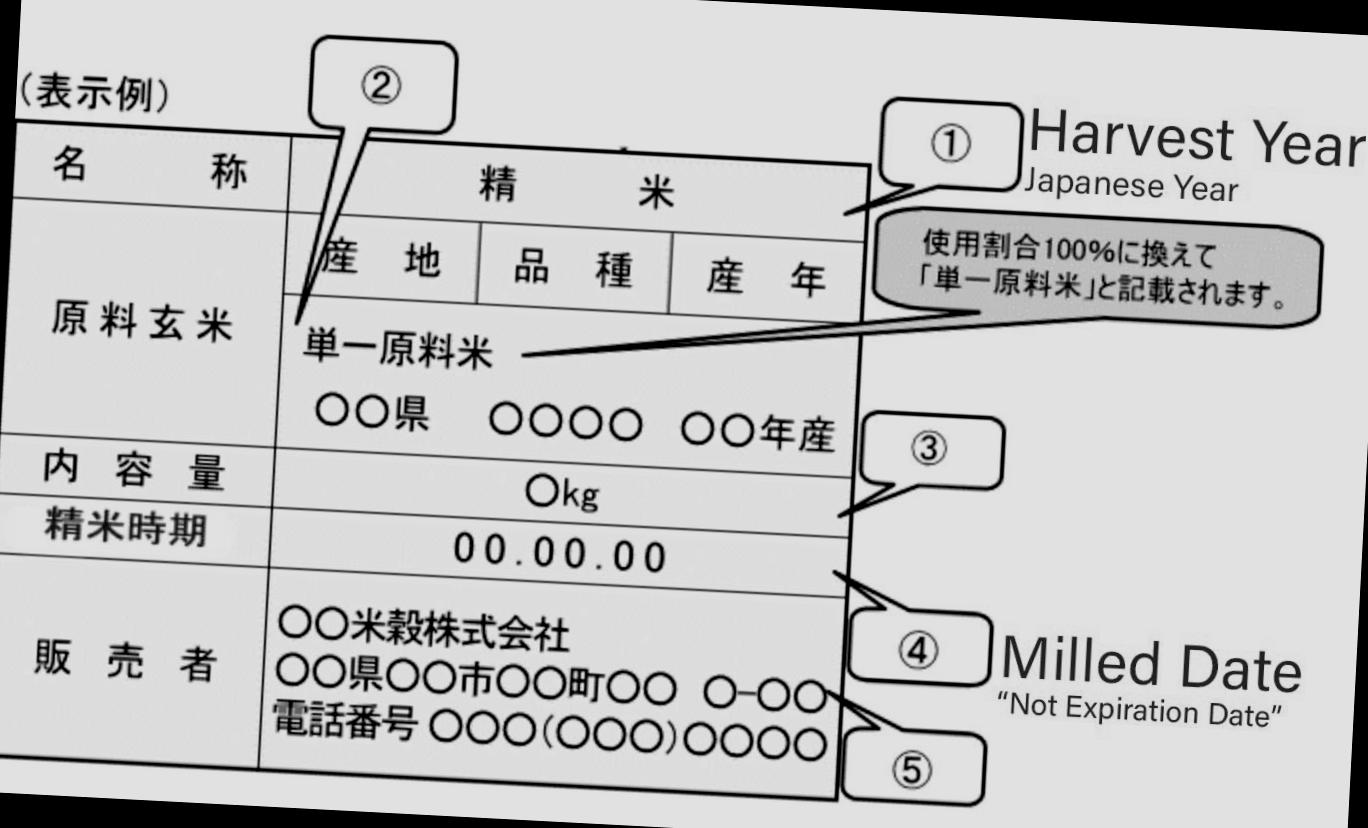 (表示例)
②
①
Harvest Year
Japanese Year
名 称
精 米
使用割合100%に換えて
「単一原料米」と記載されます。
原料玄米
産 地
品 種
産 年
単一原料米
○○県 ○○○○ ○○年産
③
内 容 量
○kg
精米時期
00.00.00
④
Milled Date
“Not Expiration Date”
販 売 者
○○米穀株式会社
○○県○○市○○町○○ ○−○○
電話番号 ○○○(○○○)○○○○
⑤